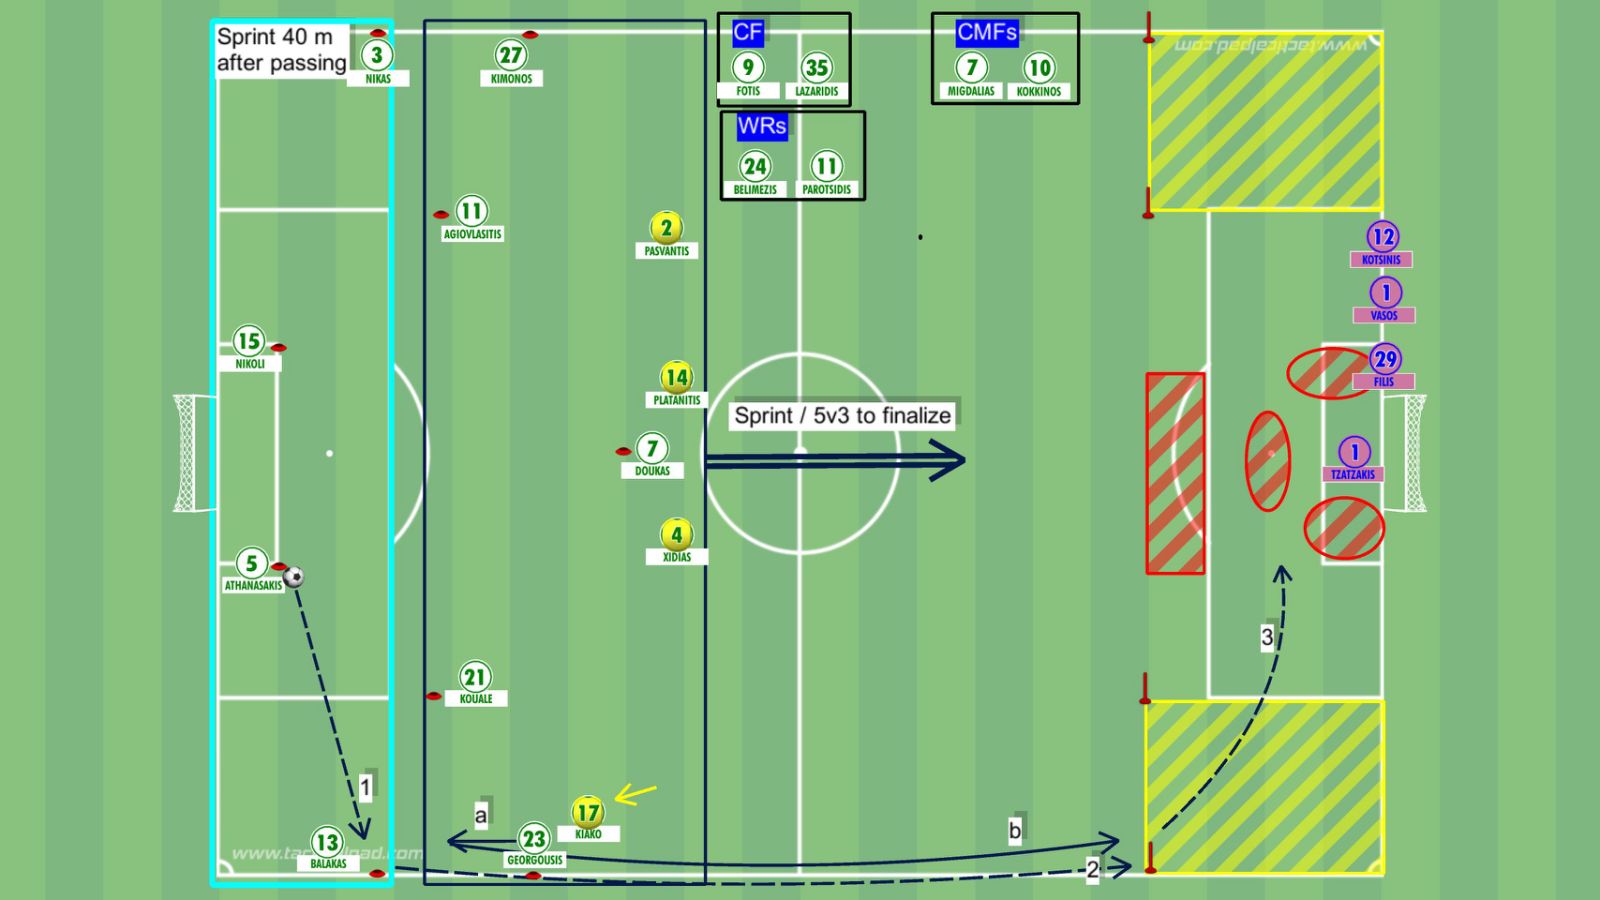 Sprint 40 m
after passing
3
NIKAS
27
KIMONOS
CF
9
FOTIS
35
LAZARIDIS
CMFs
7
MIGDALIAS
10
KOKKINOS
www.tacticalpad.com
WRs
24
BELIMEZIS
11
PAROTSIDIS
11
AGIOVLASITIS
2
PASVANTIS
12
KOTSINIS
1
VASOS
15
NIKOLI
14
PLATANITIS
29
FILIS
Sprint / 5v3 to finalize
7
DOUKAS
1
TZATZAKIS
4
XIDIAS
5
ATHANASAKIS
3
21
KOUALE
1
a
17
KIAKO
b
13
BALAKAS
23
GEORGOUSIS
2
www.tacticalpad.com